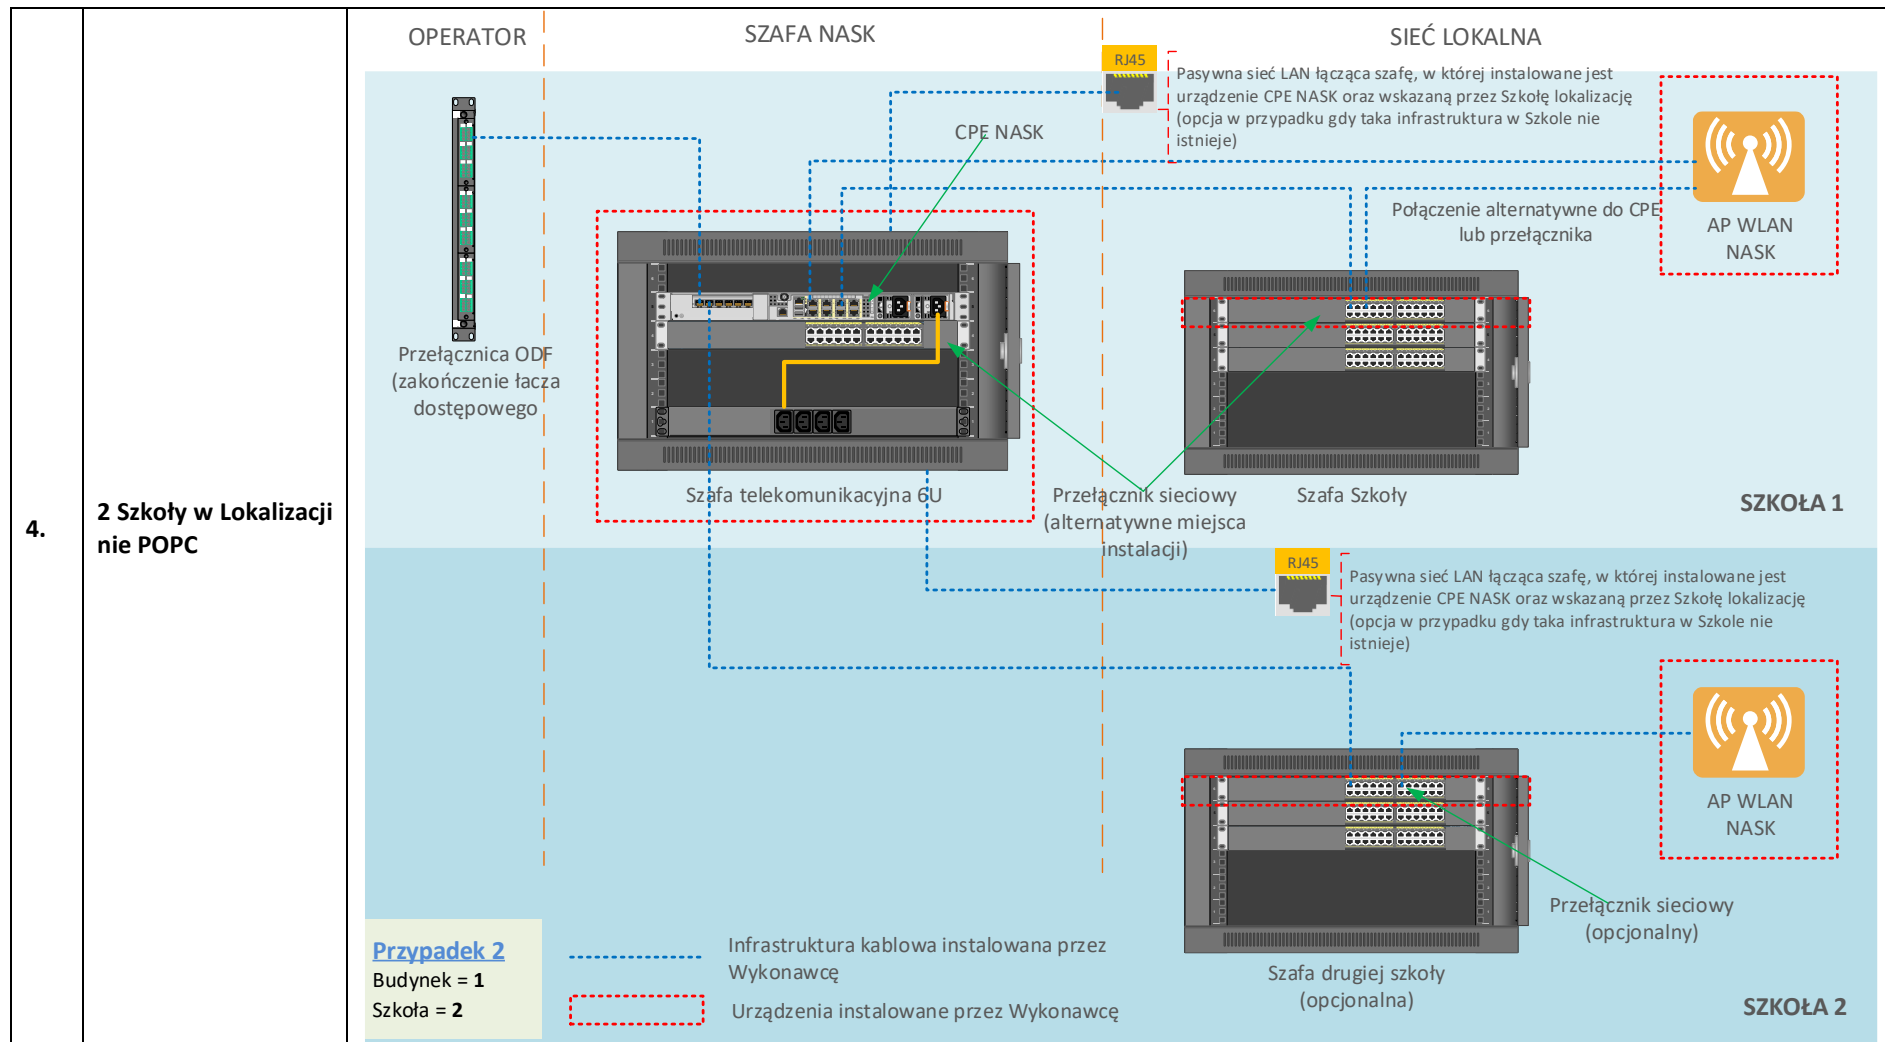 4.
2 Szkoły w Lokalizacji
nie POPC
OPERATOR
SZAFA NASK
SIEĆ LOKALNA
RJ45
Pasywna sieć LAN łącząca szafę, w której instalowane jest
urządzenie CPE NASK oraz wskazaną przez Szkołę lokalizację
(opcja w przypadku gdy taka infrastruktura w Szkole nie
istnieje)
CPE NASK
Połączenie alternatywne do CPE
lub przełącznika
AP WLAN
NASK
Przełącznica ODF
(zakończenie łacza
dostępowego
Szafa telekomunikacyjna 6U
Przełącznik sieciowy
(alternatywne miejsca
instalacji)
Szafa Szkoły
SZKOŁA 1
RJ45
Pasywna sieć LAN łącząca szafę, w której instalowane jest
urządzenie CPE NASK oraz wskazaną przez Szkołę lokalizację
(opcja w przypadku gdy taka infrastruktura w Szkole nie
istnieje)
AP WLAN
NASK
Przełącznik sieciowy
(opcjonalny)
Szafa drugiej szkoły
(opcjonalna)
SZKOŁA 2
Przypadek 2
Budynek = 1
Szkoła = 2
Infrastruktura kablowa instalowana przez
Wykonawcę
Urządzenia instalowane przez Wykonawcę